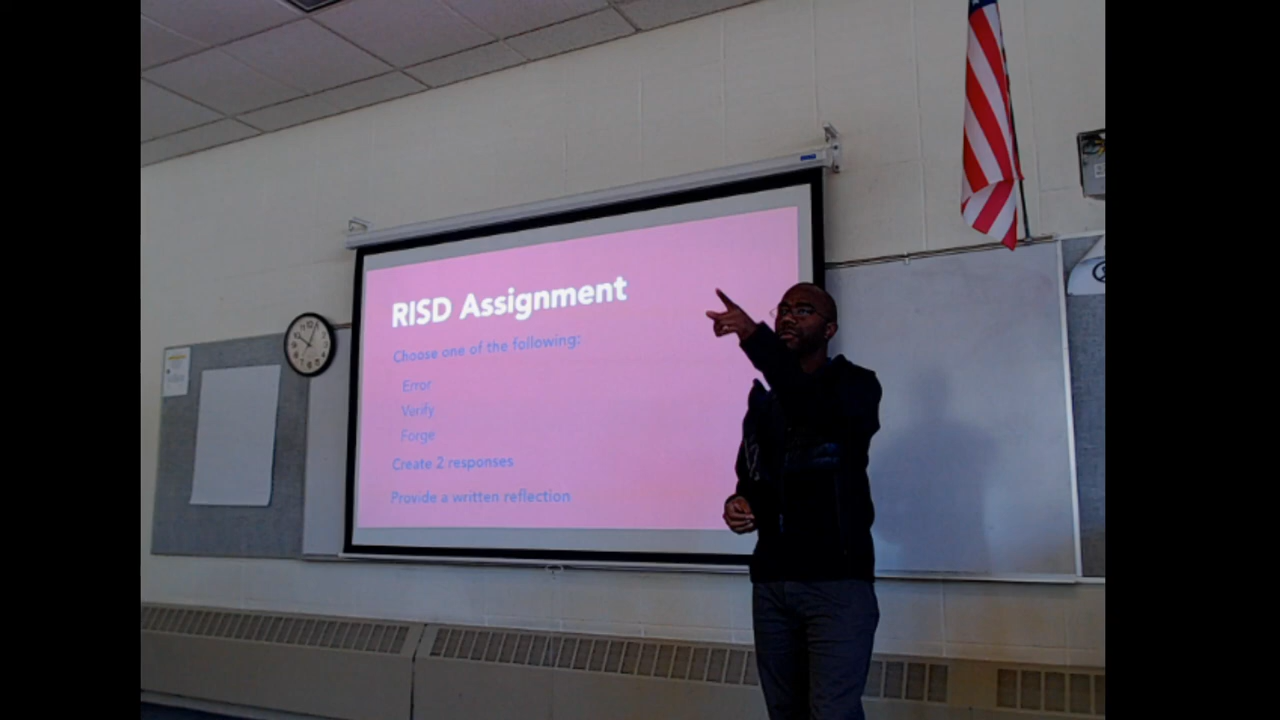 RISD Assignment
Choose one of the following:
Error
Verify
Forge
Create 2 responses
Provide a written reflection